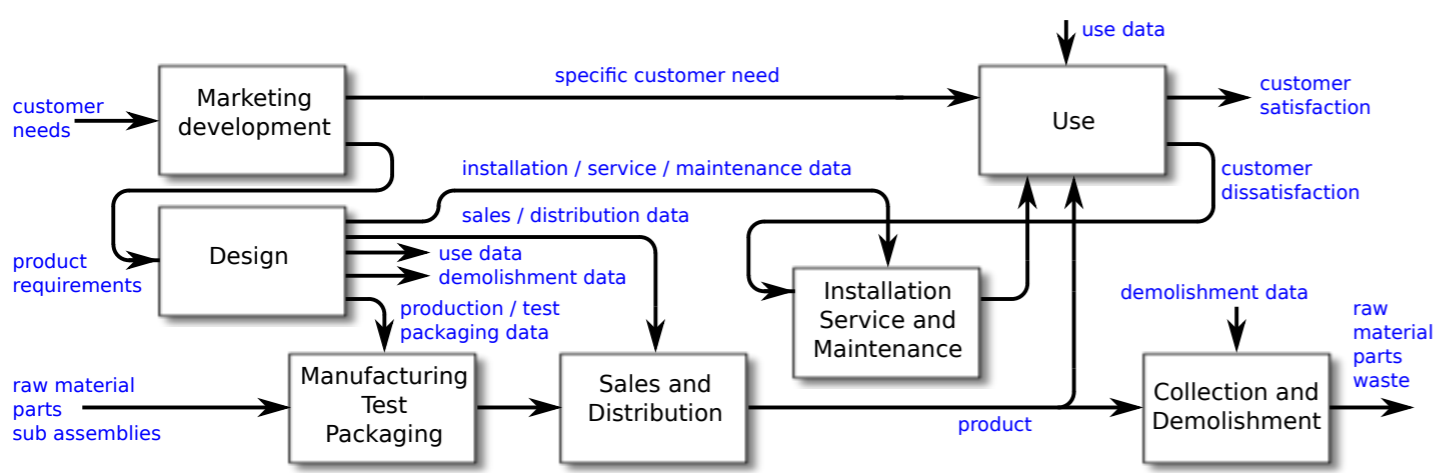 use data
specific customer need
customer
satisfaction
Marketing
development
customer
needs
Use
installation / service / maintenance data
customer
dissatisfaction
sales / distribution data
Design
use data
demolishment data
product
requirements
production / test
packaging data
Installation
Service and
Maintenance
demolishment data
raw
material
parts
waste
raw material
parts
sub assemblies
Manufacturing
Test
Packaging
Sales and
Distribution
product
Collection and
Demolishment